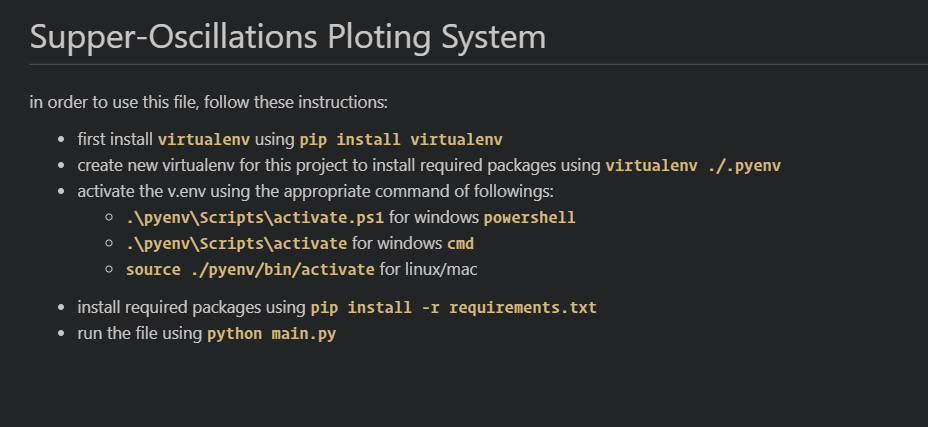 Supper-Oscillations Ploting System
in order to use this file, follow these instructions:
first install virtualenv using pip install virtualenv
create new virtualenv for this project to install required packages using virtualenv ./.pyenv
activate the v.env using the appropriate command of followings:
.\pyenv\Scripts\activate.ps1 for windows powershell
.\pyenv\Scripts\activate for windows cmd
source ./pyenv/bin/activate for linux/mac
install required packages using pip install -r requirements.txt
run the file using python main.py